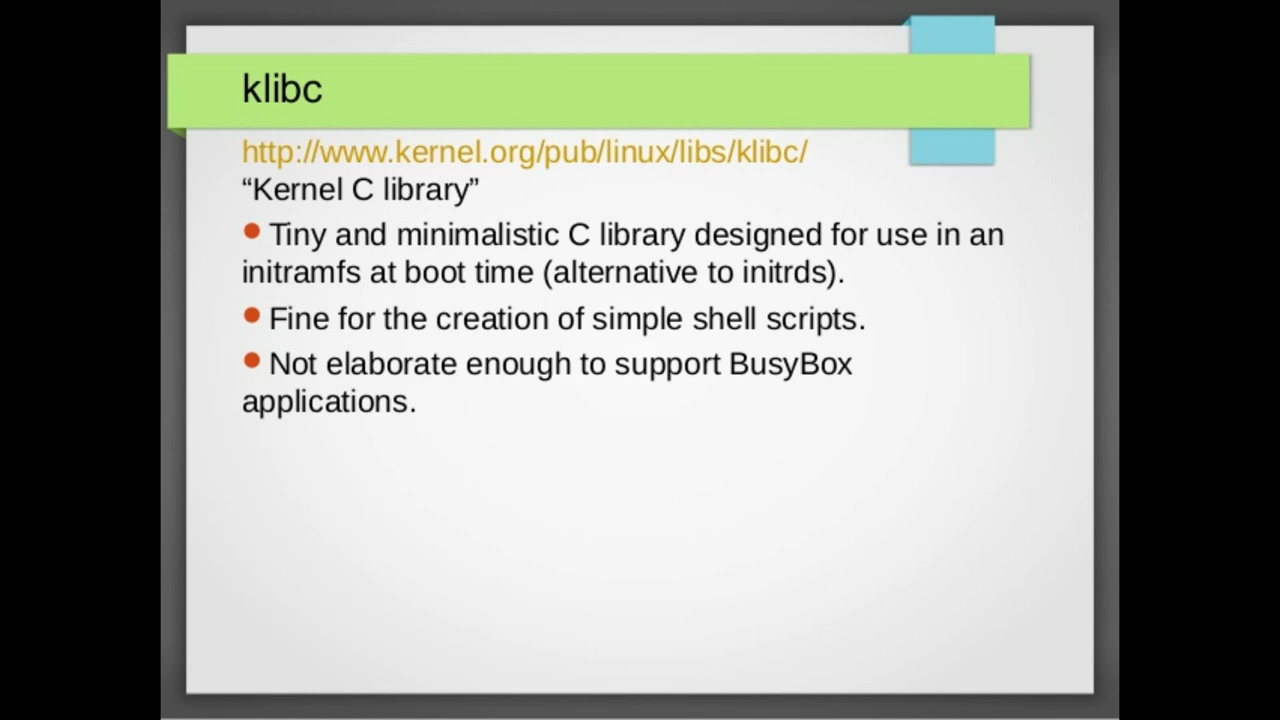 klibc
http://www.kernel.org/pub/linux/libs/klibc/
“Kernel C library”
● Tiny and minimalistic C library designed for use in an
initramfs at boot time (alternative to initrds).
● Fine for the creation of simple shell scripts.
● Not elaborate enough to support BusyBox
applications.